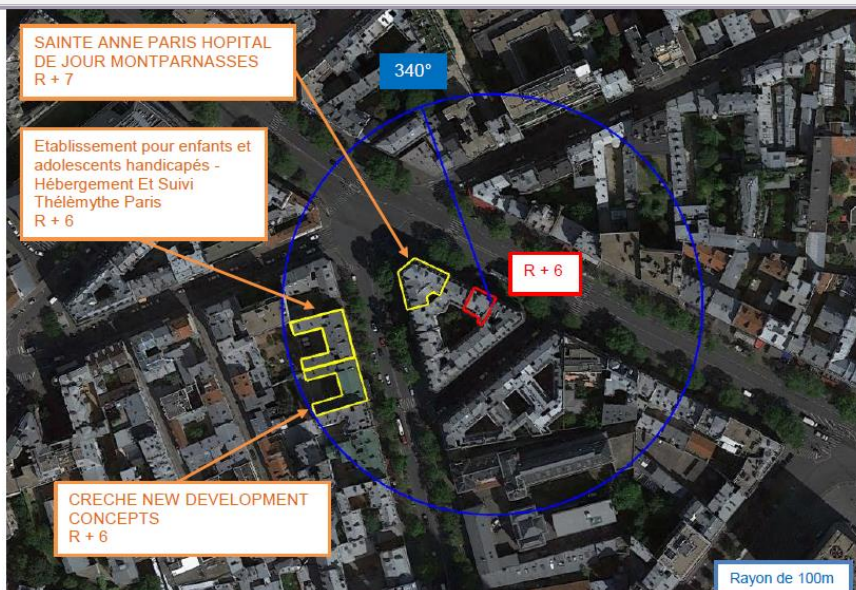 SAINTE ANNE PARIS HOPITAL
DE JOUR MONTPARNASSES
R + 7
340°
Etablissement pour enfants et
adolescents handicapés -
Hébergement Et Suivi
Thélèmythe Paris
R + 6
R + 6
CRECHE NEW DEVELOPMENT
CONCEPTS
R + 6
Rayon de 100m